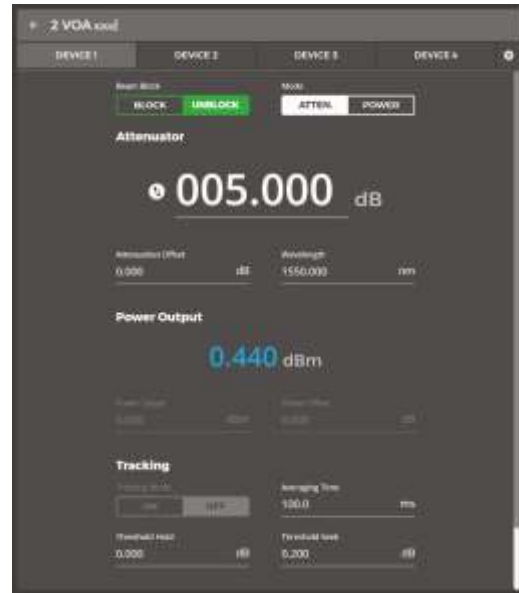 2 VOA
DEVICE 1 DEVICE 2 DEVICE 3 DEVICE 4
Beam Block Mode
BLOCK UNBLOCK ATTEN. POWER
Attenuator
005.000 dB
Attenuation Offset Wavelength
0.000 dB 1550.000 nm
Power Output
0.440 dBm
Tracking
Tracking Mode Averaging Time
OFF 100.0 ms
Threshold Hold Threshold Seek
0.000 dB 0.200 dB